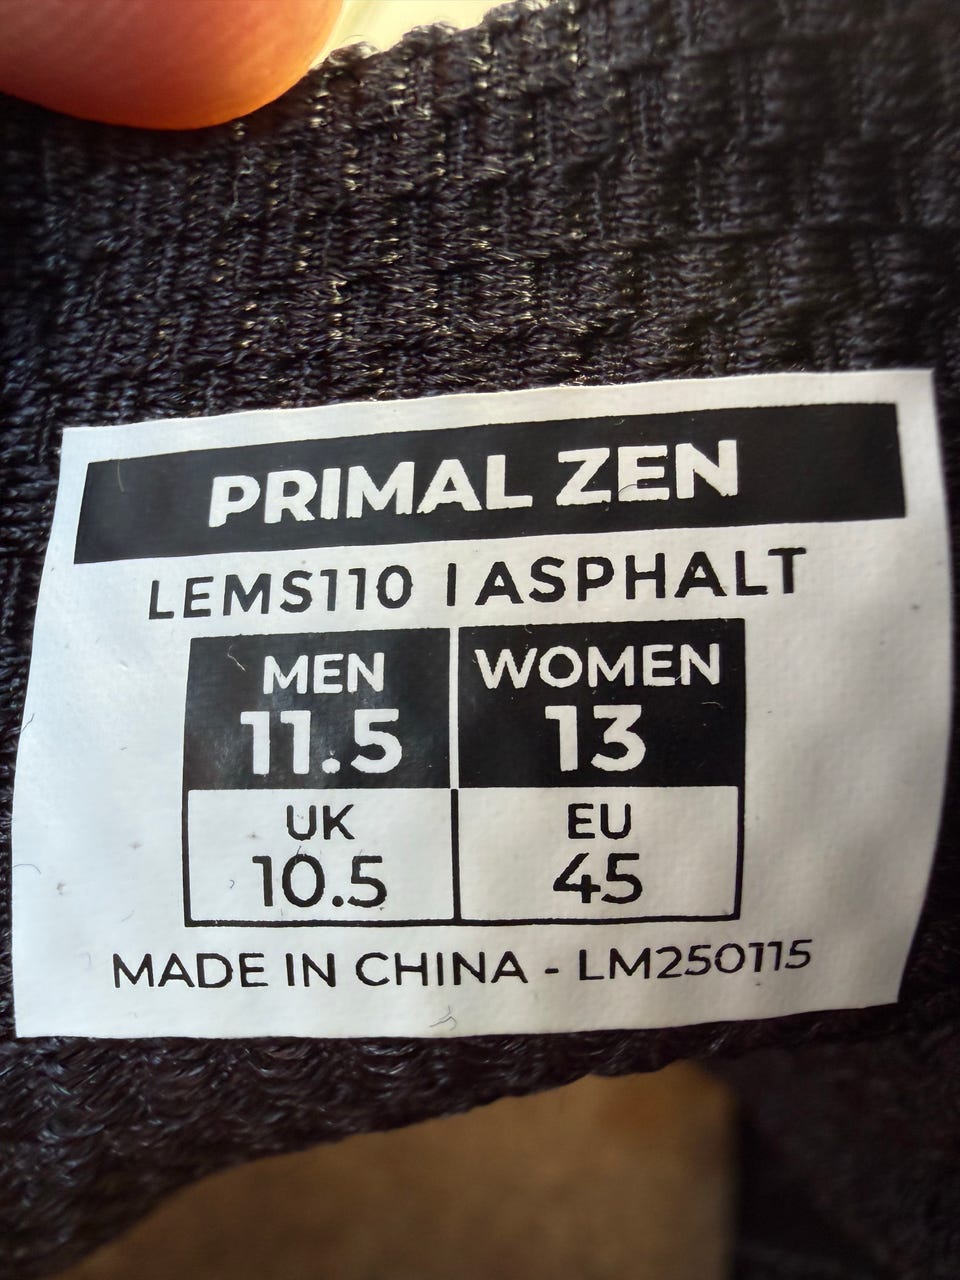 PRIMAL ZEN
LEMS110 | ASPHALT
MEN WOMEN
11.5 13
UK EU
10.5 45
MADE IN CHINA - LM250115